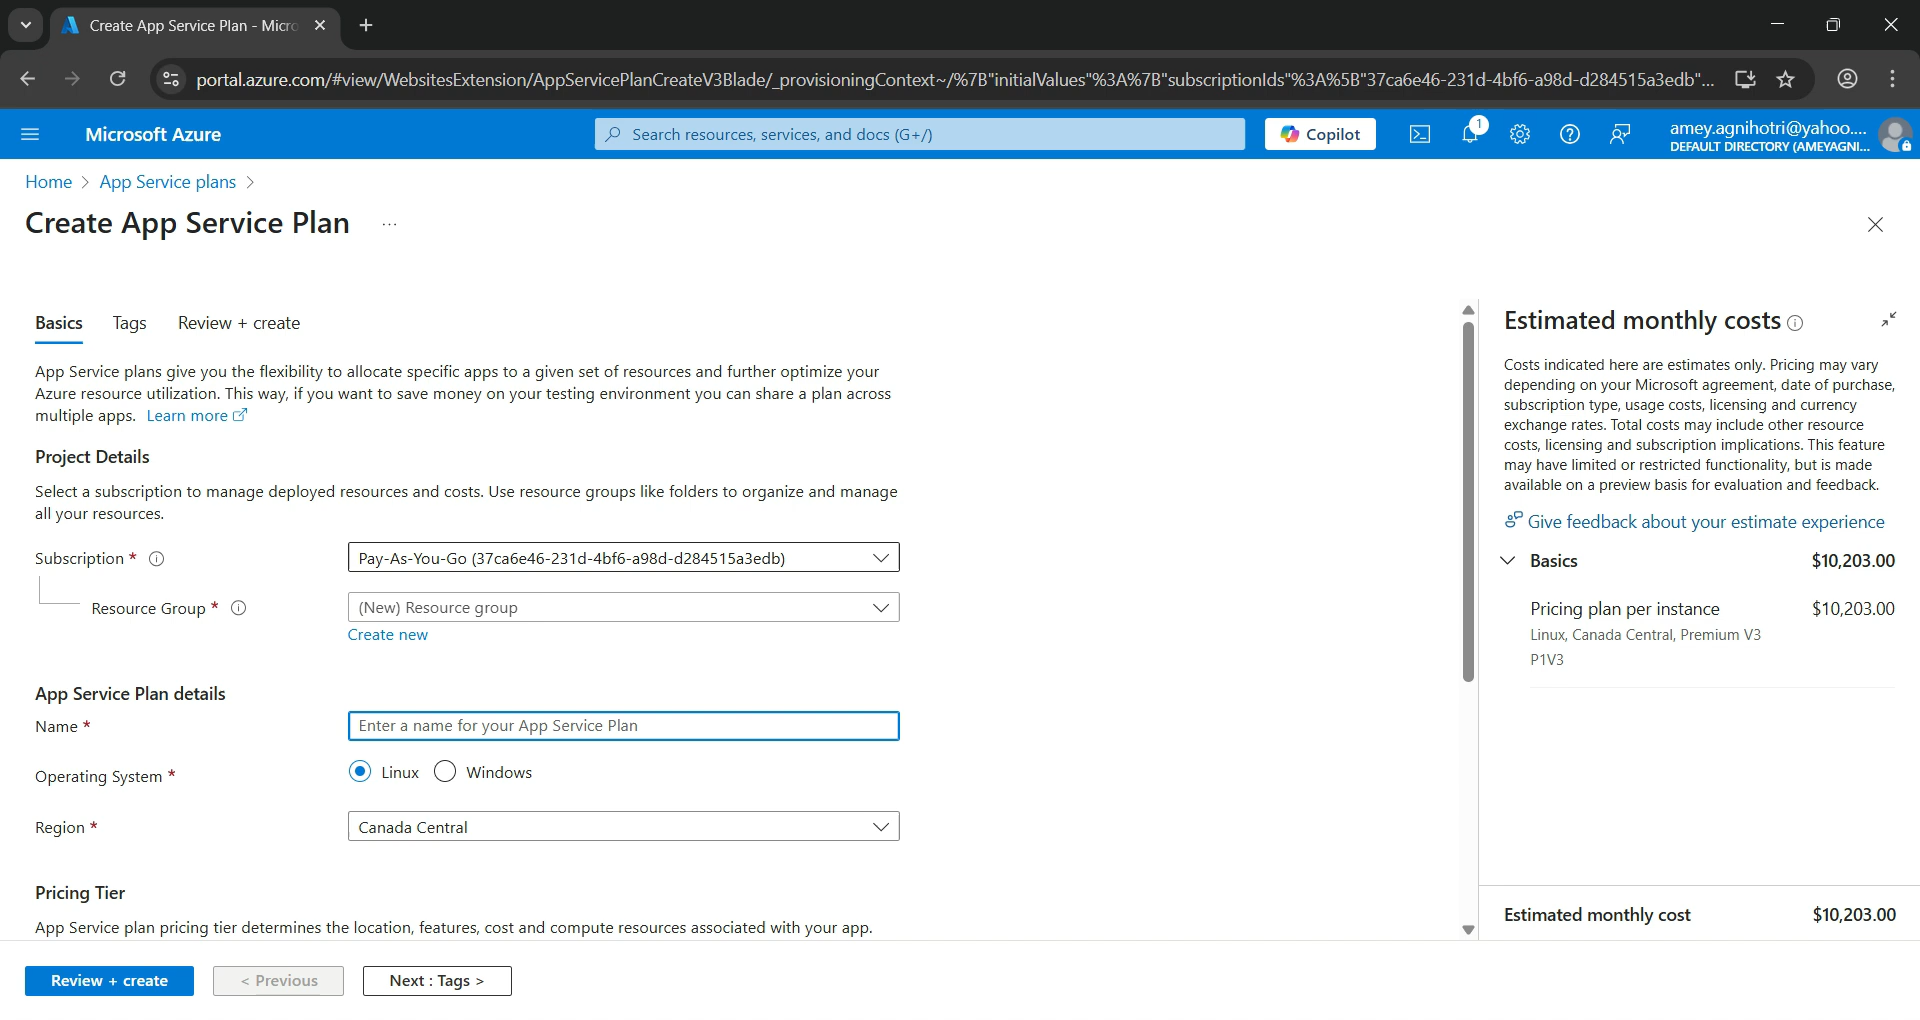 Create App Service Plan - Micro
portal.azure.com/#view/WebsitesExtension/AppServicePlanCreateV3Blade/_provisioningContext~/%7B"initialValues"%3A%7B"subscriptionIds"%3A%5B"37ca6e46-231d-4bf6-a98d-d284515a3edb"...
Microsoft Azure
Search resources, services, and docs (G+/)
Copilot
1
amey.agnihotri@yahoo....
DEFAULT DIRECTORY (AMEYAGNI...
Home > App Service plans >
Create App Service Plan ...
Basics
Tags
Review + create
App Service plans give you the flexibility to allocate specific apps to a given set of resources and further optimize your
Azure resource utilization. This way, if you want to save money on your testing environment you can share a plan across
multiple apps. Learn more
Project Details
Select a subscription to manage deployed resources and costs. Use resource groups like folders to organize and manage
all your resources.
Subscription *
Pay-As-You-Go (37ca6e46-231d-4bf6-a98d-d284515a3edb)
Resource Group *
(New) Resource group
Create new
App Service Plan details
Name *
Enter a name for your App Service Plan
Operating System *
Linux
Windows
Region *
Canada Central
Pricing Tier
App Service plan pricing tier determines the location, features, cost and compute resources associated with your app.
Review + create
< Previous
Next : Tags >
Estimated monthly costs
Costs indicated here are estimates only. Pricing may vary
depending on your Microsoft agreement, date of purchase,
subscription type, usage costs, licensing and currency
exchange rates. Total costs may include other resource
costs, licensing and subscription implications. This feature
may have limited or restricted functionality, but is made
available on a preview basis for evaluation and feedback.
Give feedback about your estimate experience
Basics $10,203.00
Pricing plan per instance $10,203.00
Linux, Canada Central, Premium V3
P1V3
Estimated monthly cost $10,203.00